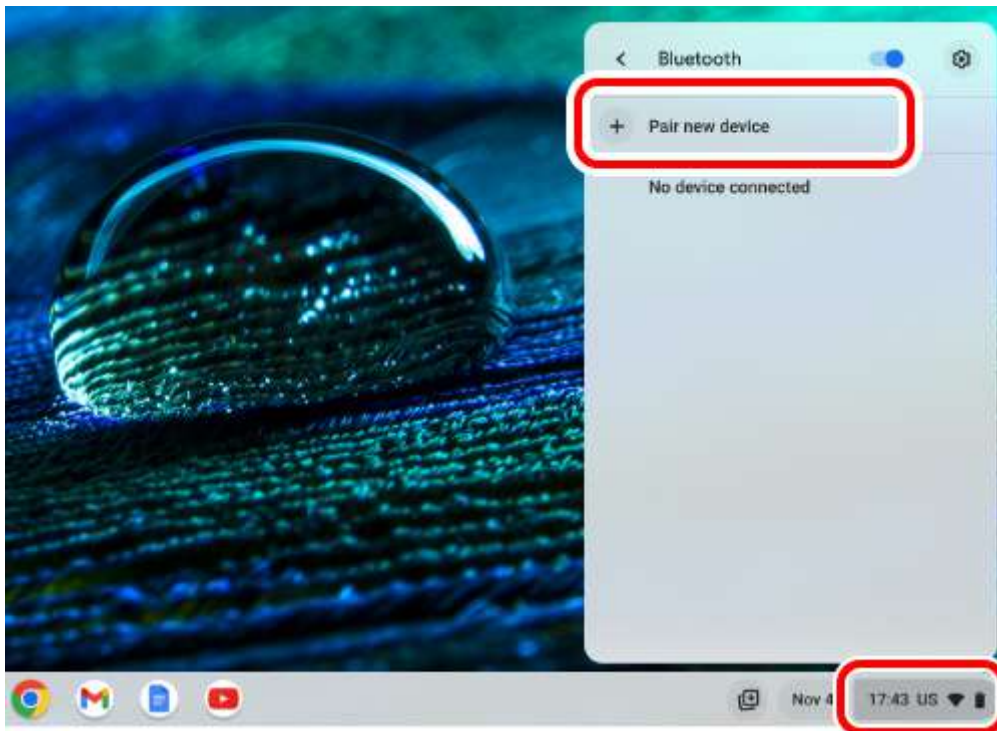 Bluetooth
Pair new device
No device connected
Nov 4
17:43 US